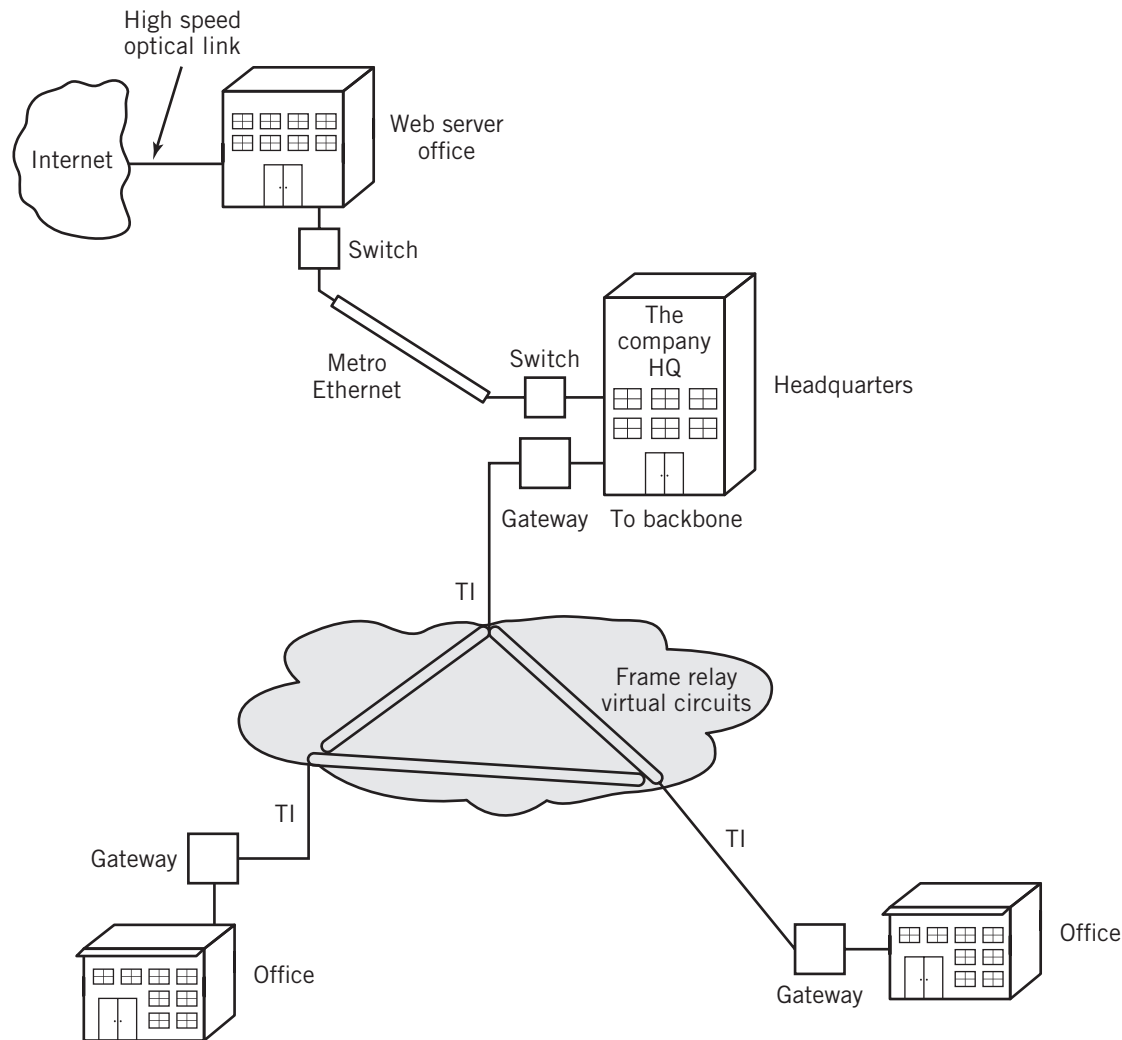 High speed
optical link
Internet
Web server
office
Switch
Metro
Ethernet
Switch
The
company
HQ
Headquarters
Gateway
To backbone
TI
Frame relay
virtual circuits
TI
TI
Gateway
Office
Gateway
Office